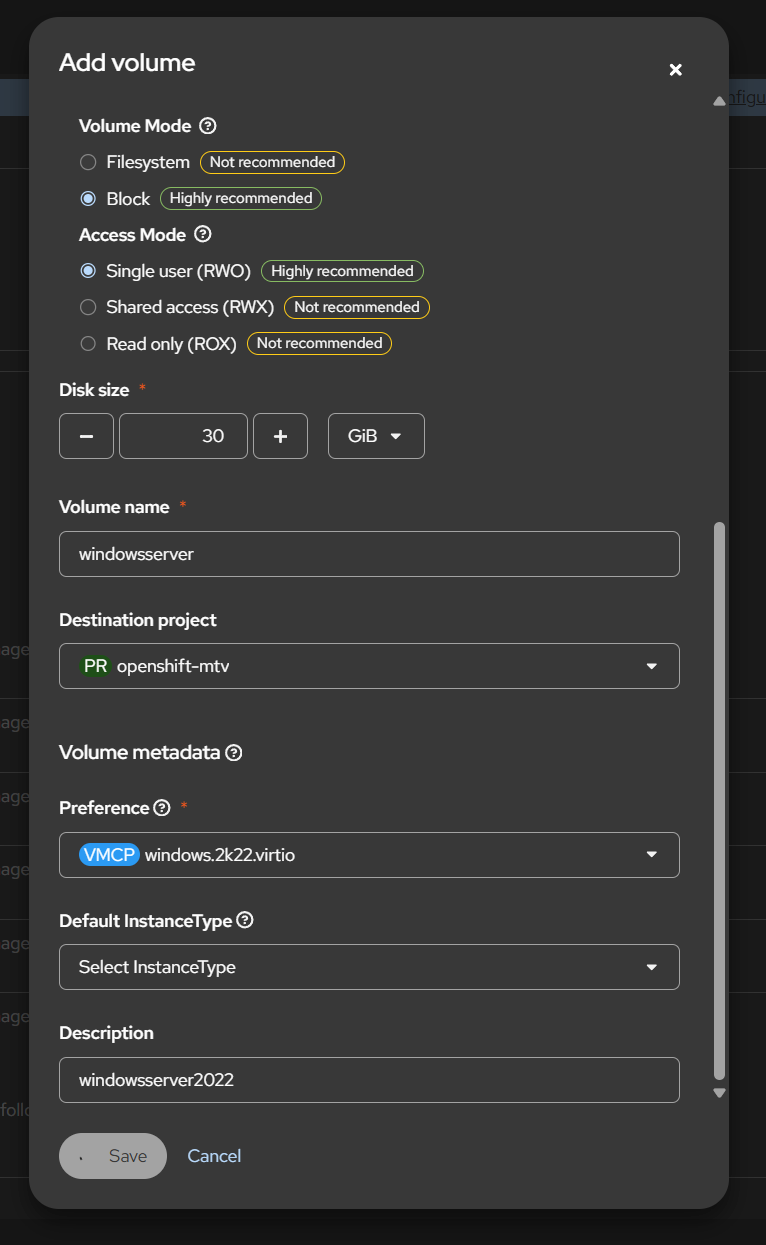 Add volume
nfigu
Volume Mode
Filesystem Not recommended
Block Highly recommended
Access Mode
Single user (RWO) Highly recommended
Shared access (RWX) Not recommended
Read only (ROX) Not recommended
Disk size *
30 GiB
Volume name *
windowsserver
Destination project
age
PR openshift-mtv
age
Volume metadata
age
Preference *
VMCP windows.2k22.virtio
age
Default InstanceType
age
Select InstanceType
age
Description
windowsserver2022
follo
Save Cancel